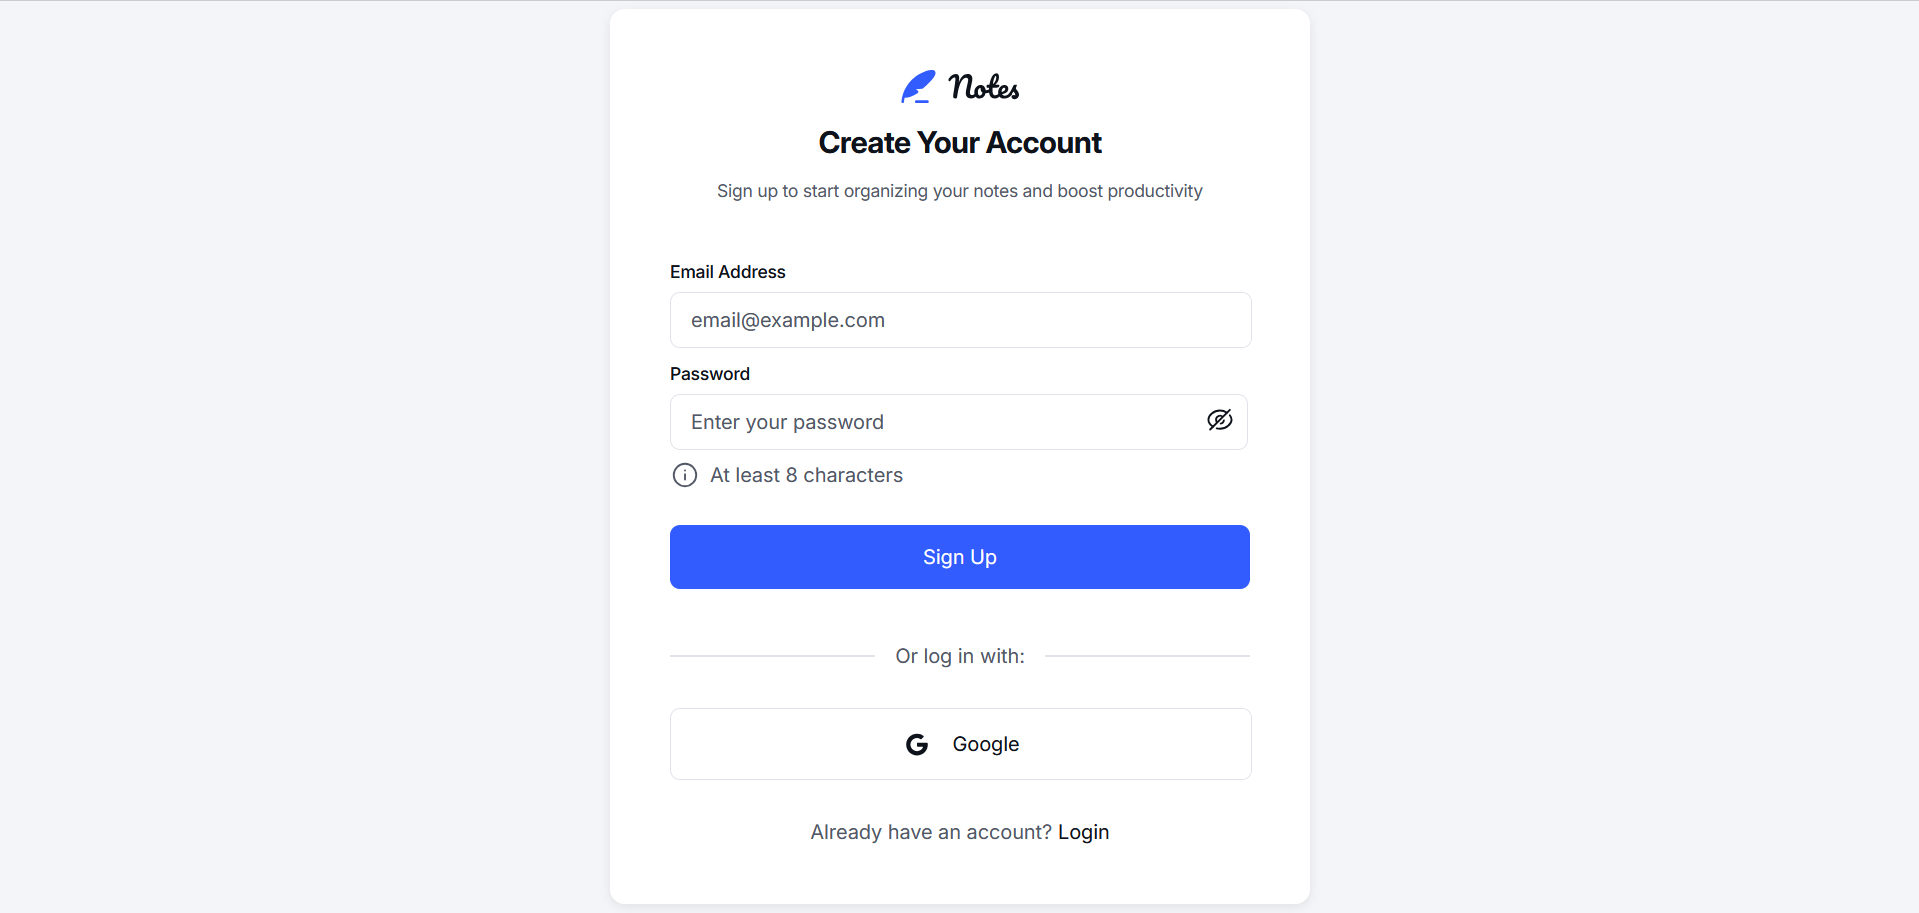 Notes
Create Your Account
Sign up to start organizing your notes and boost productivity
Email Address
email@example.com
Password
Enter your password
At least 8 characters
Sign Up
Or log in with:
Google
Already have an account? Login